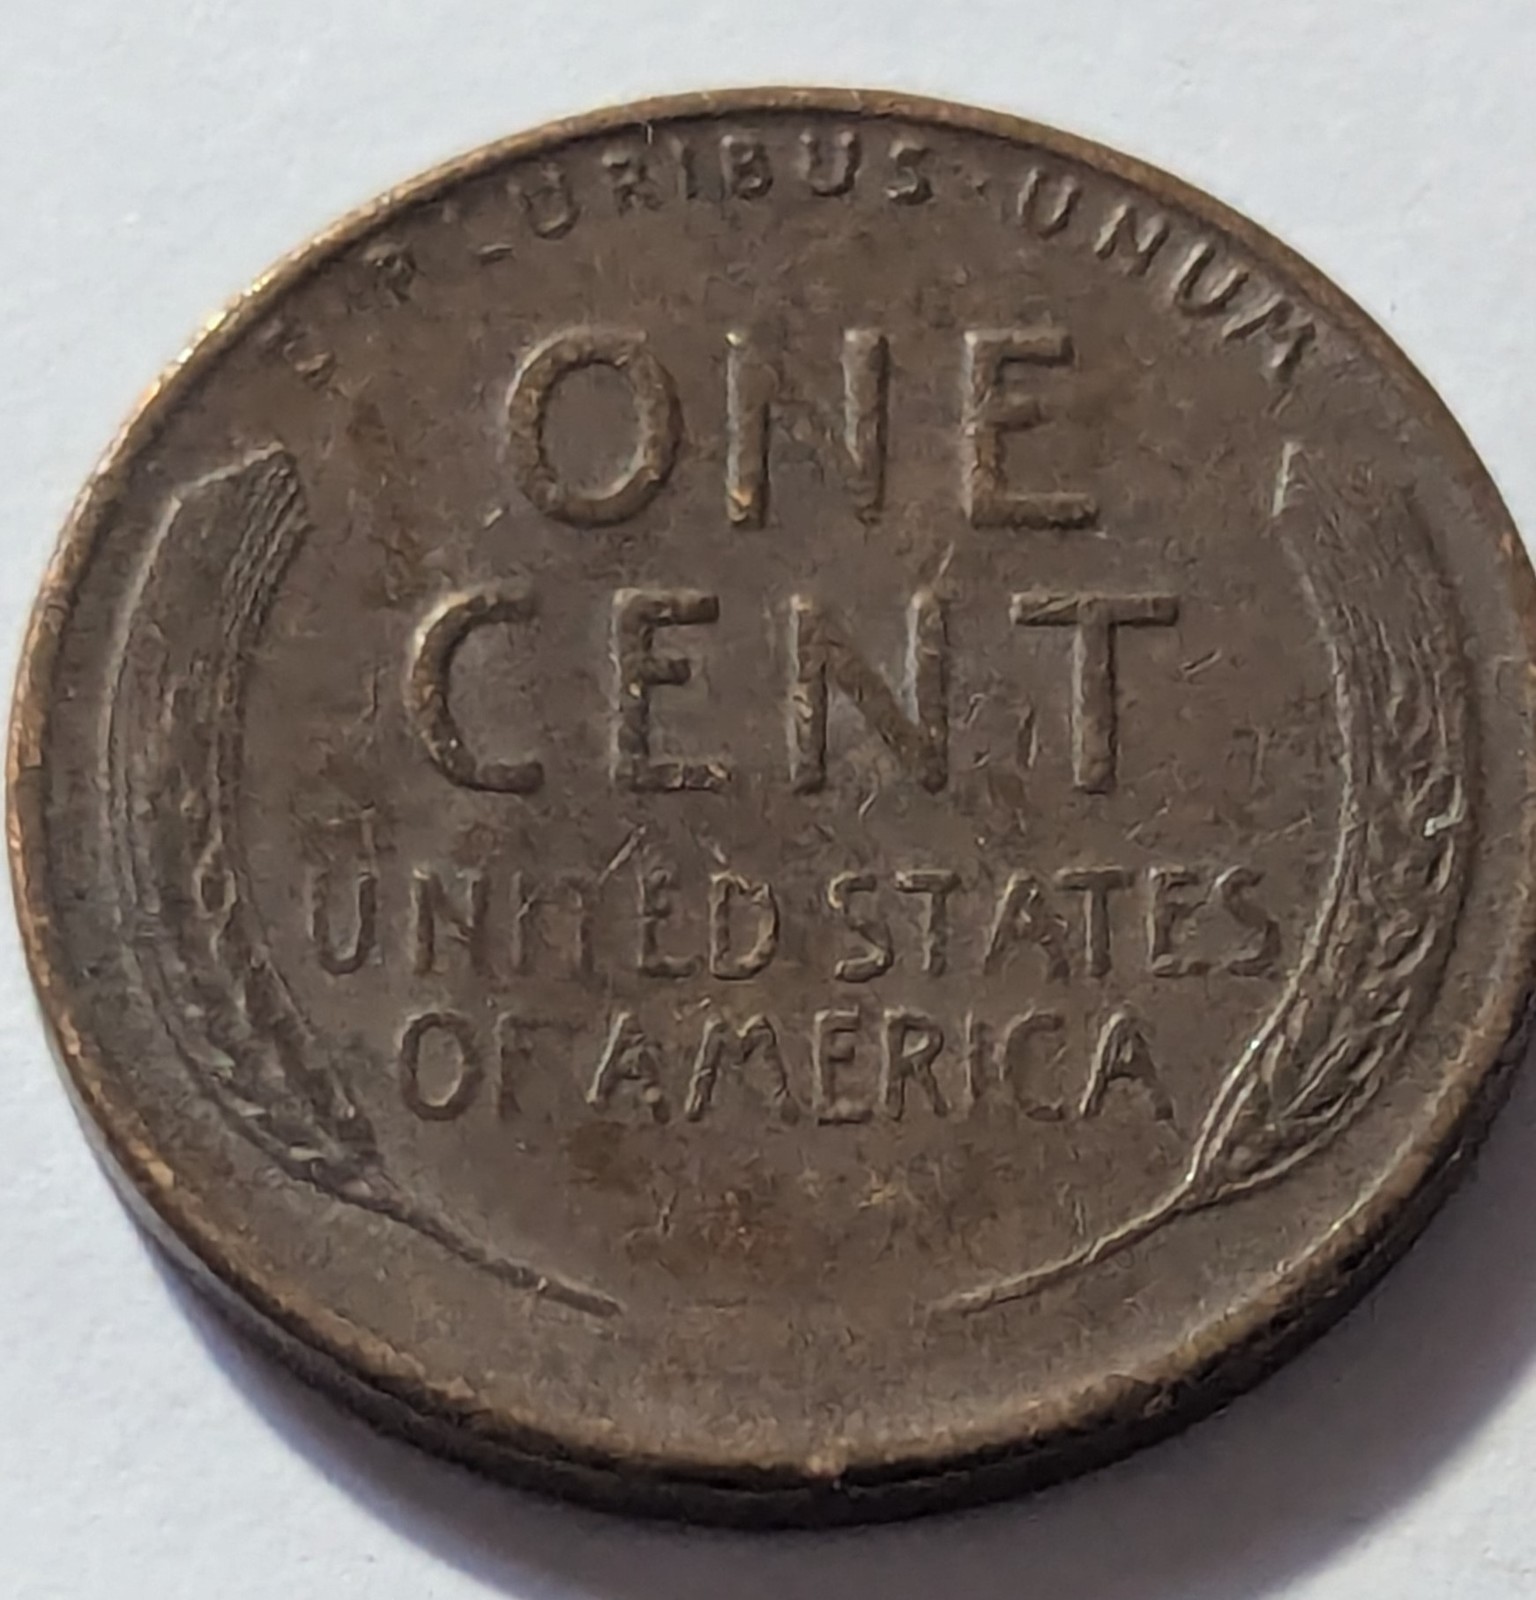 E PLURIBUS · UNUM
ONE
CENT
UNITED STATES
OF AMERICA